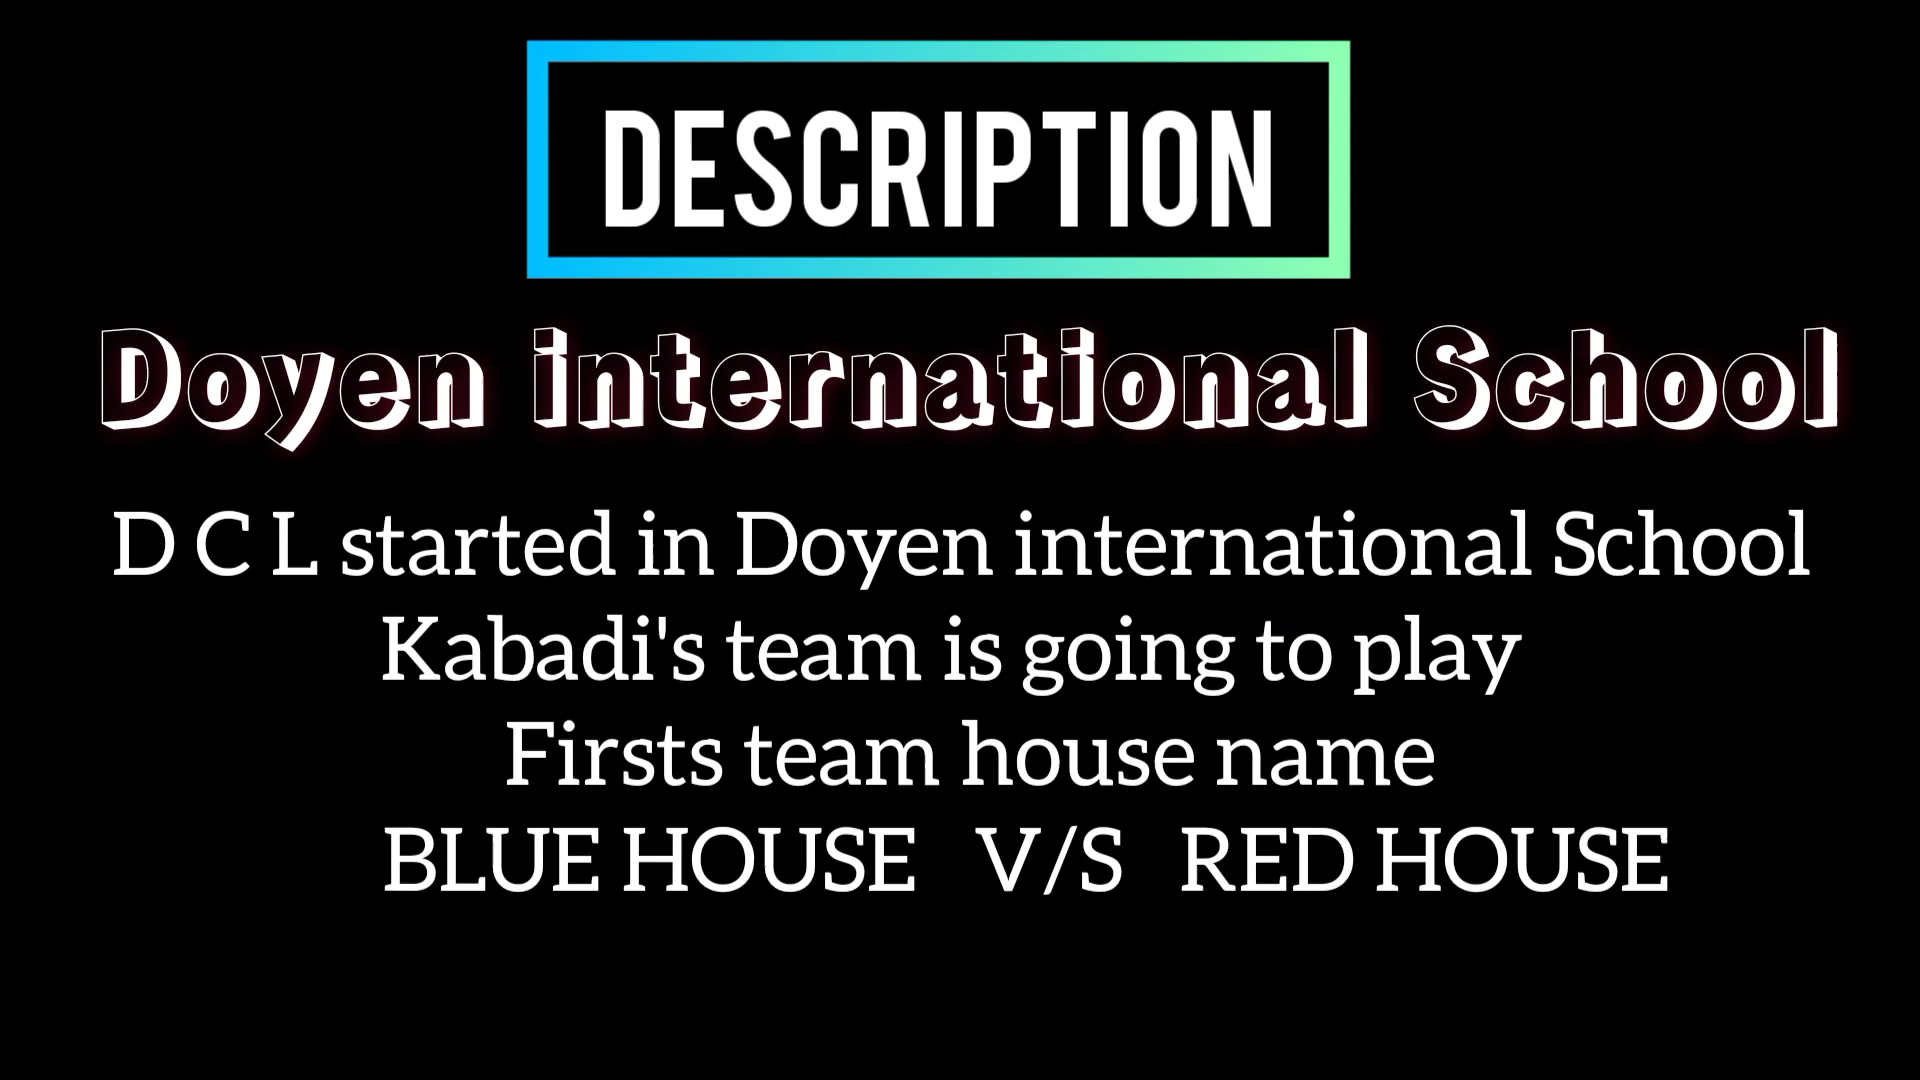 DESCRIPTION
Doyen international School
D C L started in Doyen international School
Kabadi's team is going to play
Firsts team house name
BLUE HOUSE V/S RED HOUSE